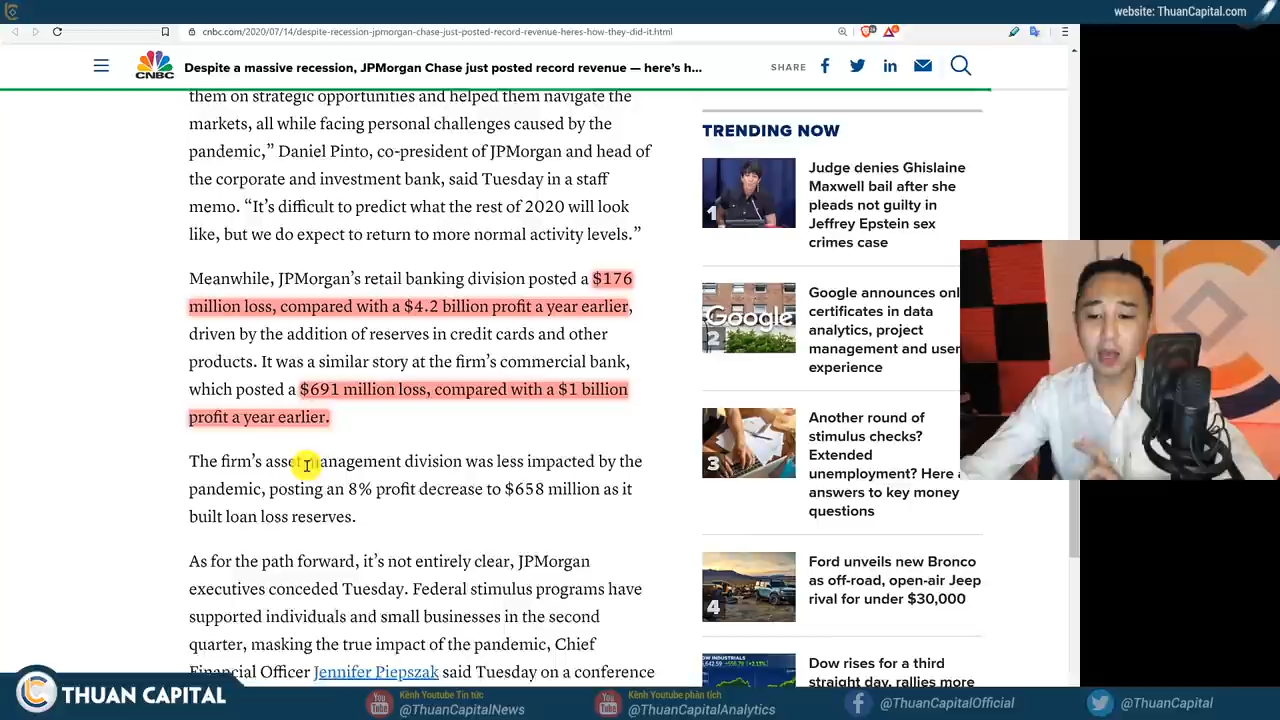 website: ThuanCapital.com
cnbc.com/2020/07/14/despite-recession-jpmorgan-chase-just-posted-record-revenue-heres-how-they-did-it.html
CNBC
Despite a massive recession, JPMorgan Chase just posted record revenue — here's h...
SHARE
them on strategic opportunities and helped them navigate the
markets, all while facing personal challenges caused by the
pandemic,” Daniel Pinto, co-president of JPMorgan and head of
the corporate and investment bank, said Tuesday in a staff
memo. “It’s difficult to predict what the rest of 2020 will look
like, but we do expect to return to more normal activity levels.”
Meanwhile, JPMorgan’s retail banking division posted a $176
million loss, compared with a $4.2 billion profit a year earlier,
driven by the addition of reserves in credit cards and other
products. It was a similar story at the firm’s commercial bank,
which posted a $691 million loss, compared with a $1 billion
profit a year earlier.
The firm’s asset management division was less impacted by the
pandemic, posting an 8% profit decrease to $658 million as it
built loan loss reserves.
As for the path forward, it’s not entirely clear, JPMorgan
executives conceded Tuesday. Federal stimulus programs have
supported individuals and small businesses in the second
quarter, masking the true impact of the pandemic, Chief
Financial Officer Jennifer Piepszak said Tuesday on a conference
TRENDING NOW
1
Judge denies Ghislaine
Maxwell bail after she
pleads not guilty in
Jeffrey Epstein sex
crimes case
Google
2
Google announces onl
certificates in data
analytics, project
management and user
experience
3
Another round of
stimulus checks?
Extended
unemployment? Here a
answers to key money
questions
4
Ford unveils new Bronco
as off-road, open-air Jeep
rival for under $30,000
Dow rises for a third
straight day, rallies more
THUAN CAPITAL
You Tube
Kênh Youtube Tin tức
@ThuanCapitalNews
You Tube
Kênh Youtube phân tích
@ThuanCapitalAnalytics
@ThuanCapitalOfficial
@ThuanCapital